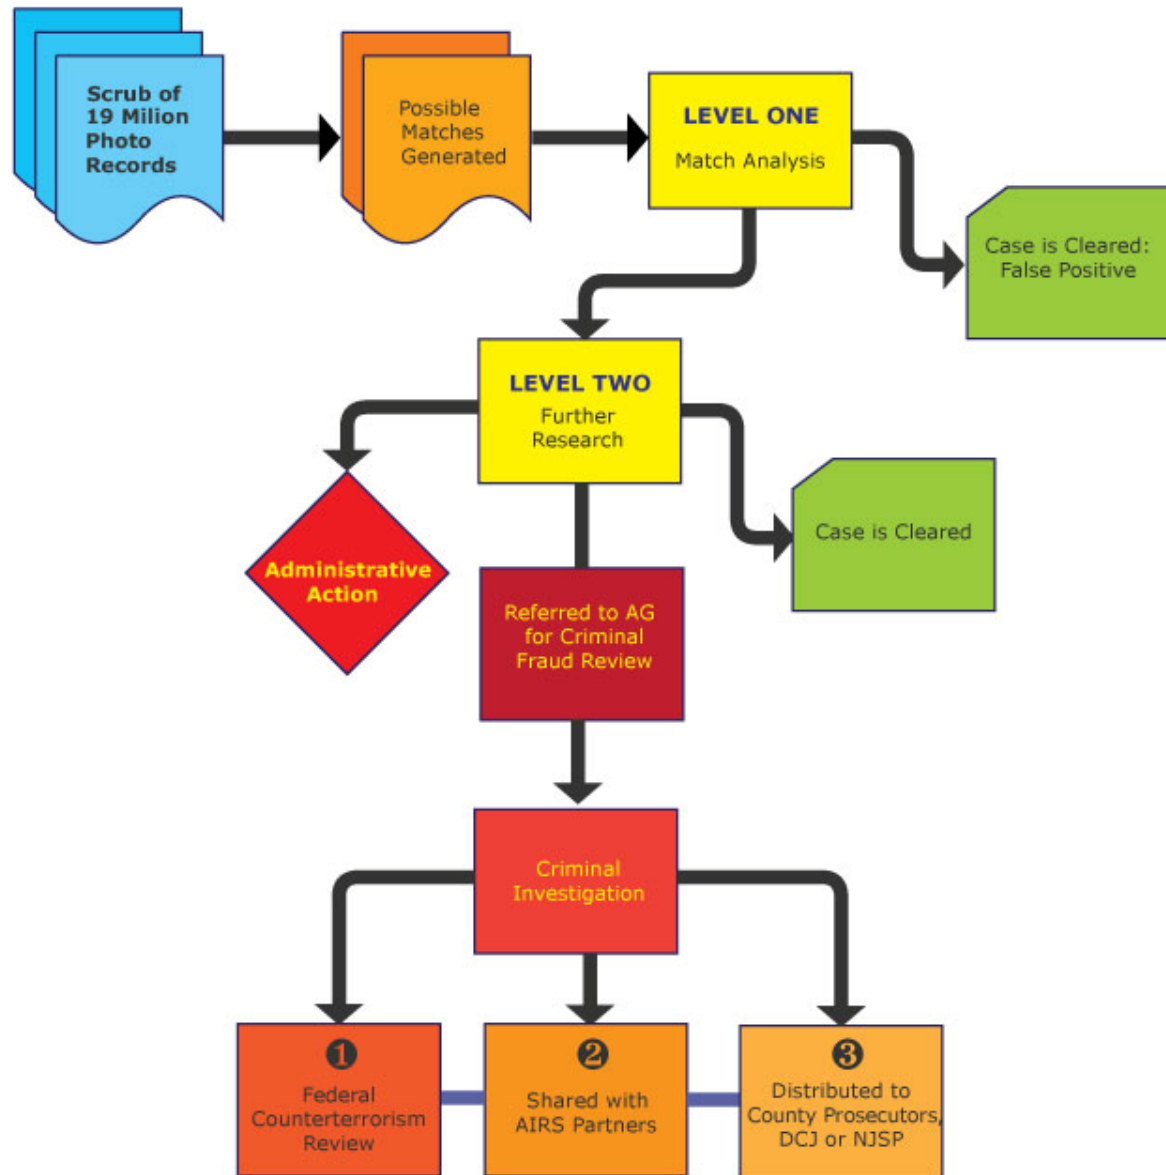 Scrub of
19 Milion
Photo
Records
Possible
Matches
Generated
LEVEL ONE
Match Analysis
Case is Cleared:
False Positive
LEVEL TWO
Further
Research
Administrative
Action
Case is Cleared
Referred to AG
for Criminal
Fraud Review
Criminal
Investigation
1
Federal
Counterterrorism
Review
2
Shared with
AIRS Partners
3
Distributed to
County Prosecutors,
DCJ or NJSP